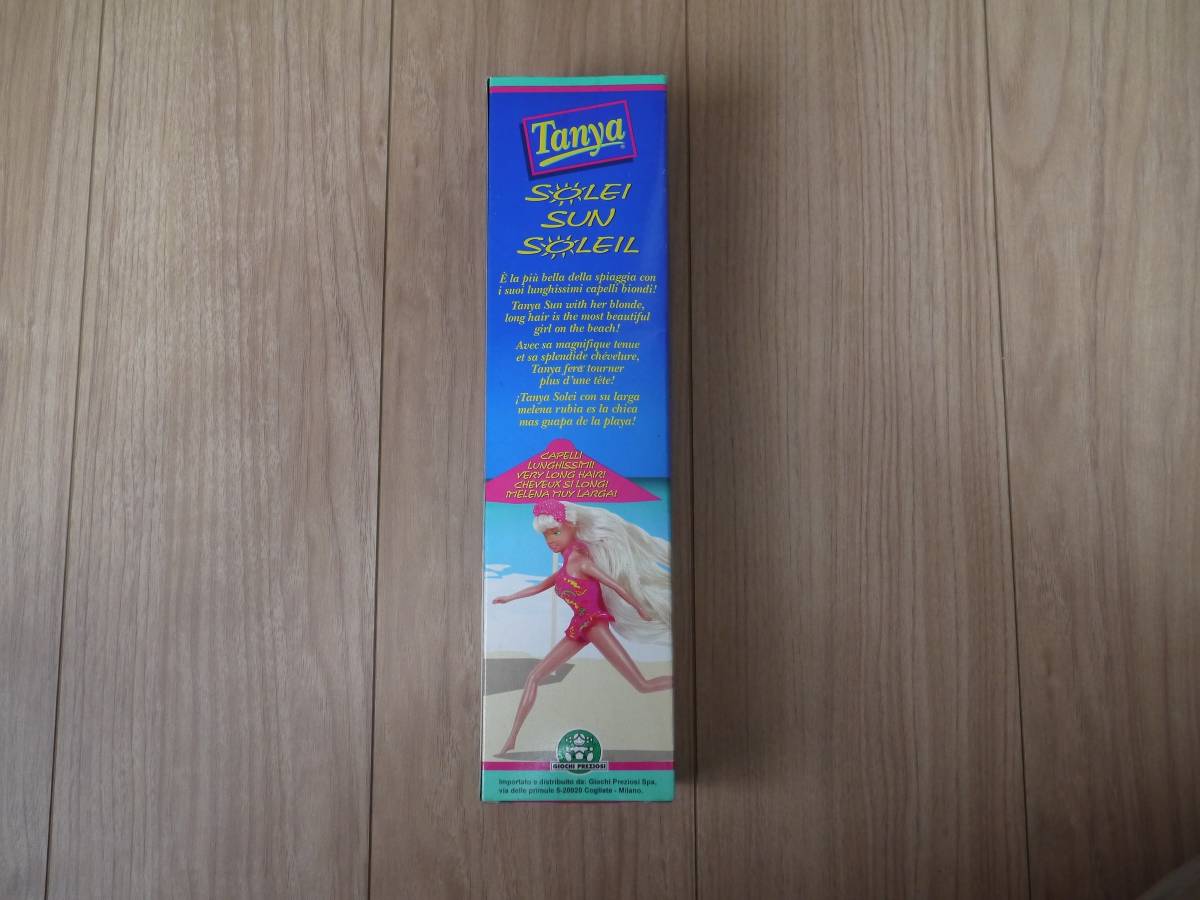 Tanya
SOLEI
SUN
SOLEIL
È la più bella della spiaggia con
i suoi lunghissimi capelli biondi!
Tanya Sun with her blonde,
long hair is the most beautiful
girl on the beach!
Avec sa magnifique tenue
et sa splendide chévelure,
Tanya fera tourner
plus d'une tête!
¡Tanya Solei con su larga
melena rubia es la chica
mas guapa de la playa!
CAPELLI
LUNGHISSIMI!
VERY LONG HAIR!
CHEVEUX SI LONG!
¡MELENA MUY LARGA!
GIOCHI PREZIOSI
Importato e distribuito da: Giochi Preziosi Spa,
via delle primule 5-20020 Cogliate - Milano.